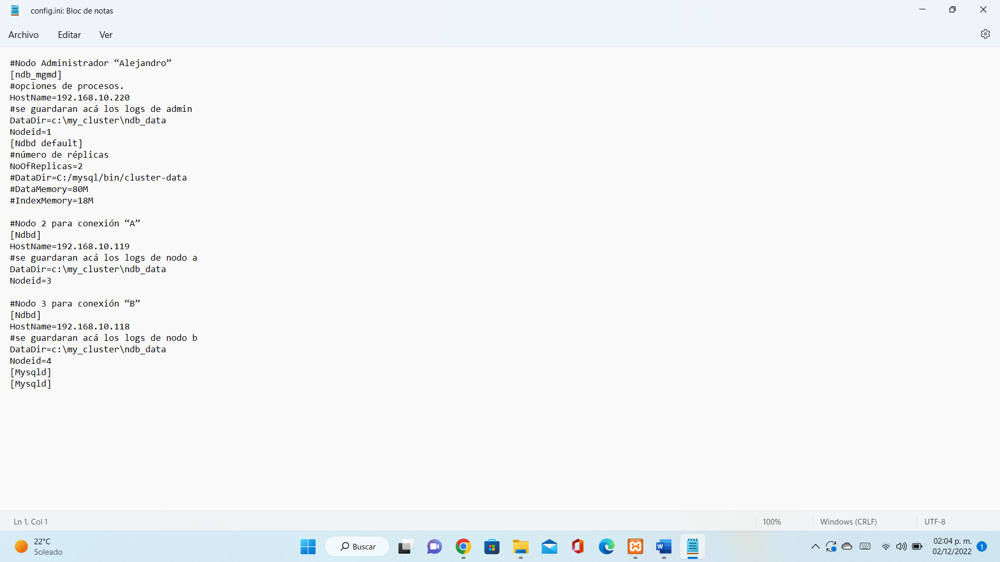 config.ini: Bloc de notas
Archivo Editar Ver
#Nodo Administrador “Alejandro”
[ndb_mgmd]
#opciones de procesos.
HostName=192.168.10.220
#se guardaran acá los logs de admin
DataDir=c:\my_cluster\ndb_data
Nodeid=1
[Ndbd default]
#número de réplicas
NoOfReplicas=2
#DataDir=C:/mysql/bin/cluster-data
#DataMemory=80M
#IndexMemory=18M
#Nodo 2 para conexión “A”
[Ndbd]
HostName=192.168.10.119
#se guardaran acá los logs de nodo a
DataDir=c:\my_cluster\ndb_data
Nodeid=3
#Nodo 3 para conexión “B”
[Ndbd]
HostName=192.168.10.118
#se guardaran acá los logs de nodo b
DataDir=c:\my_cluster\ndb_data
Nodeid=4
[Mysqld]
[Mysqld]
Ln 1, Col 1 100% Windows (CRLF) UTF-8
22°C
Soleado
Buscar
02:04 p. m.
02/12/2022
1